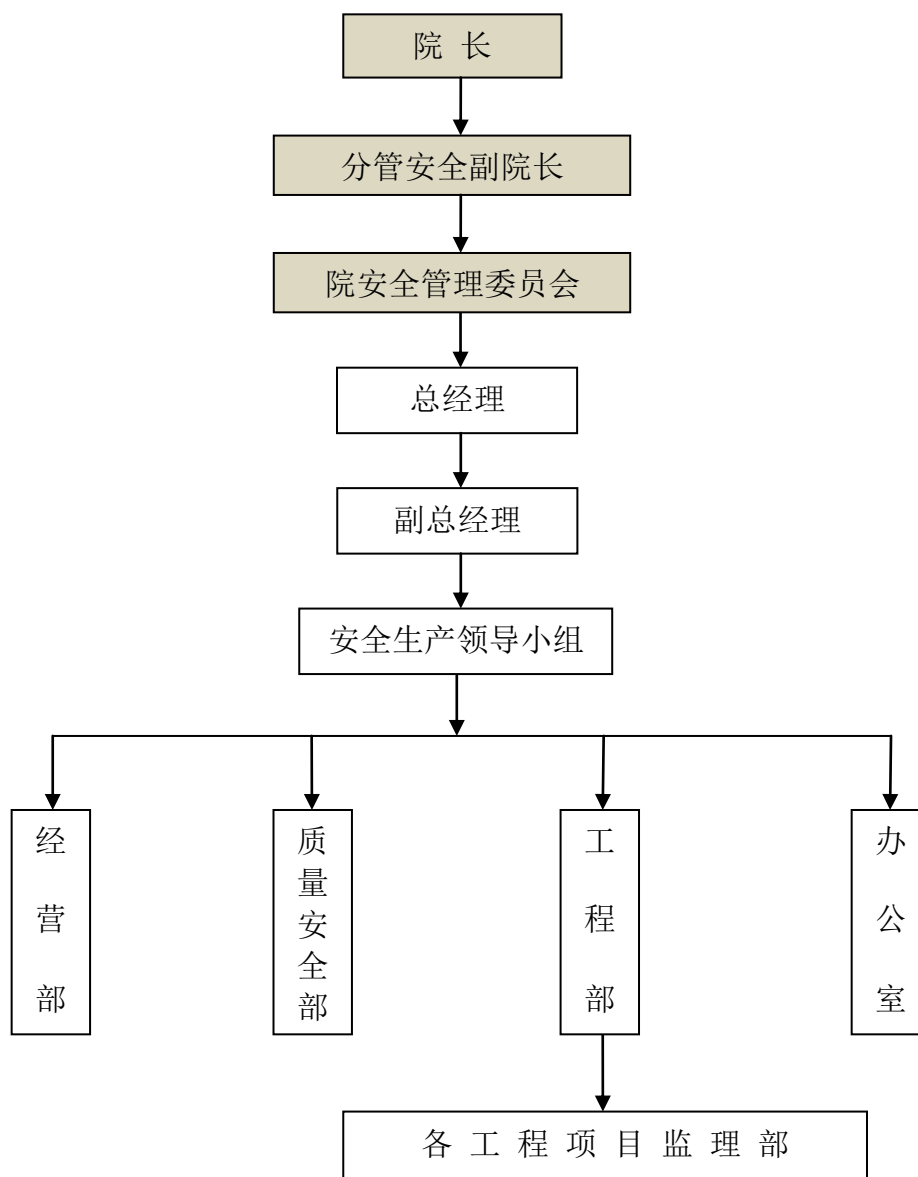 院 长
分管安全副院长
院安全管理委员会
总经理
副总经理
安全生产领导小组
经营部
质量安全部
工程部
办公室
各 工 程 项 目 监 理 部